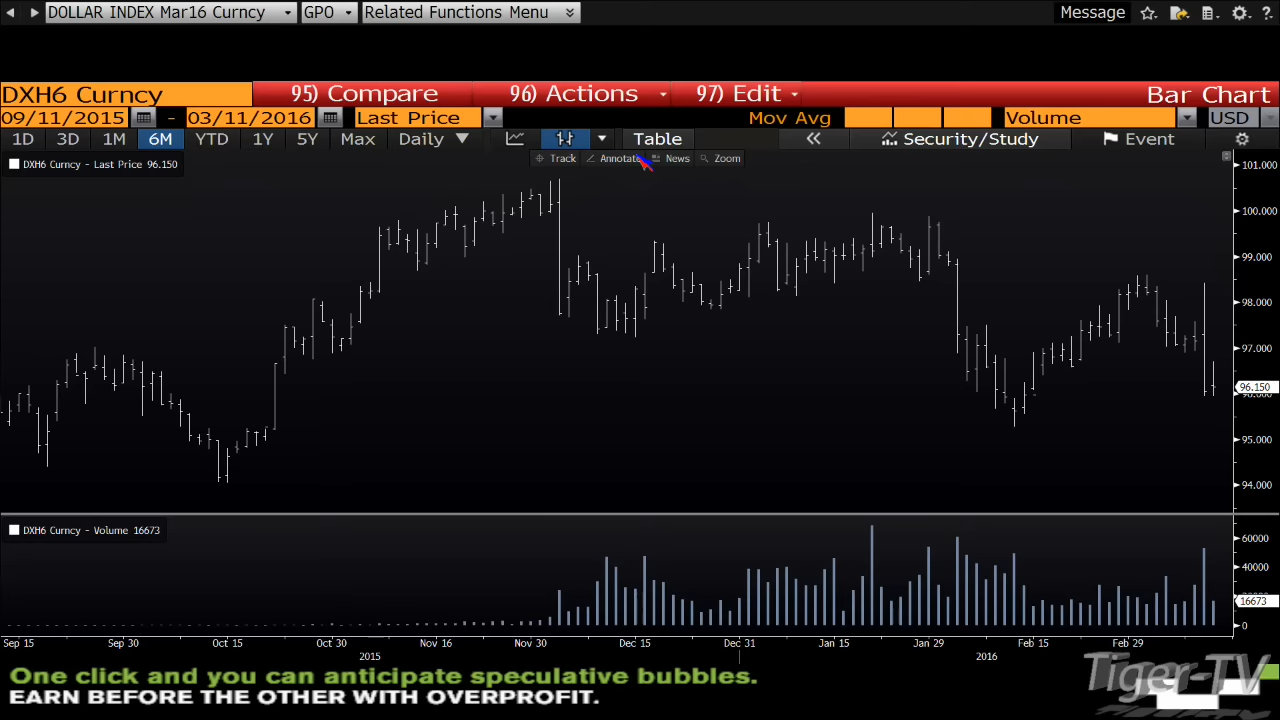 DOLLAR INDEX Mar16 Curncy GPO Related Functions Menu Message
DXH6 Curncy 95) Compare 96) Actions 97) Edit Bar Chart
09/11/2015 - 03/11/2016 Last Price Mov Avg Volume USD
1D 3D 1M 6M YTD 1Y 5Y Max Daily Table Security/Study Event
Track Annotate News Zoom
DXH6 Curncy - Last Price 96.150
101.000
100.000
99.000
98.000
97.000
96.150
95.000
94.000
DXH6 Curncy - Volume 16673
60000
40000
16673
0
Sep 15 Sep 30 Oct 15 Oct 30 Nov 16 Nov 30 Dec 15 Dec 31 Jan 15 Jan 29 Feb 15 Feb 29
2015 2016
One click and you can anticipate speculative bubbles.
EARN BEFORE THE OTHER WITH OVERPROFIT.
Tiger-TV